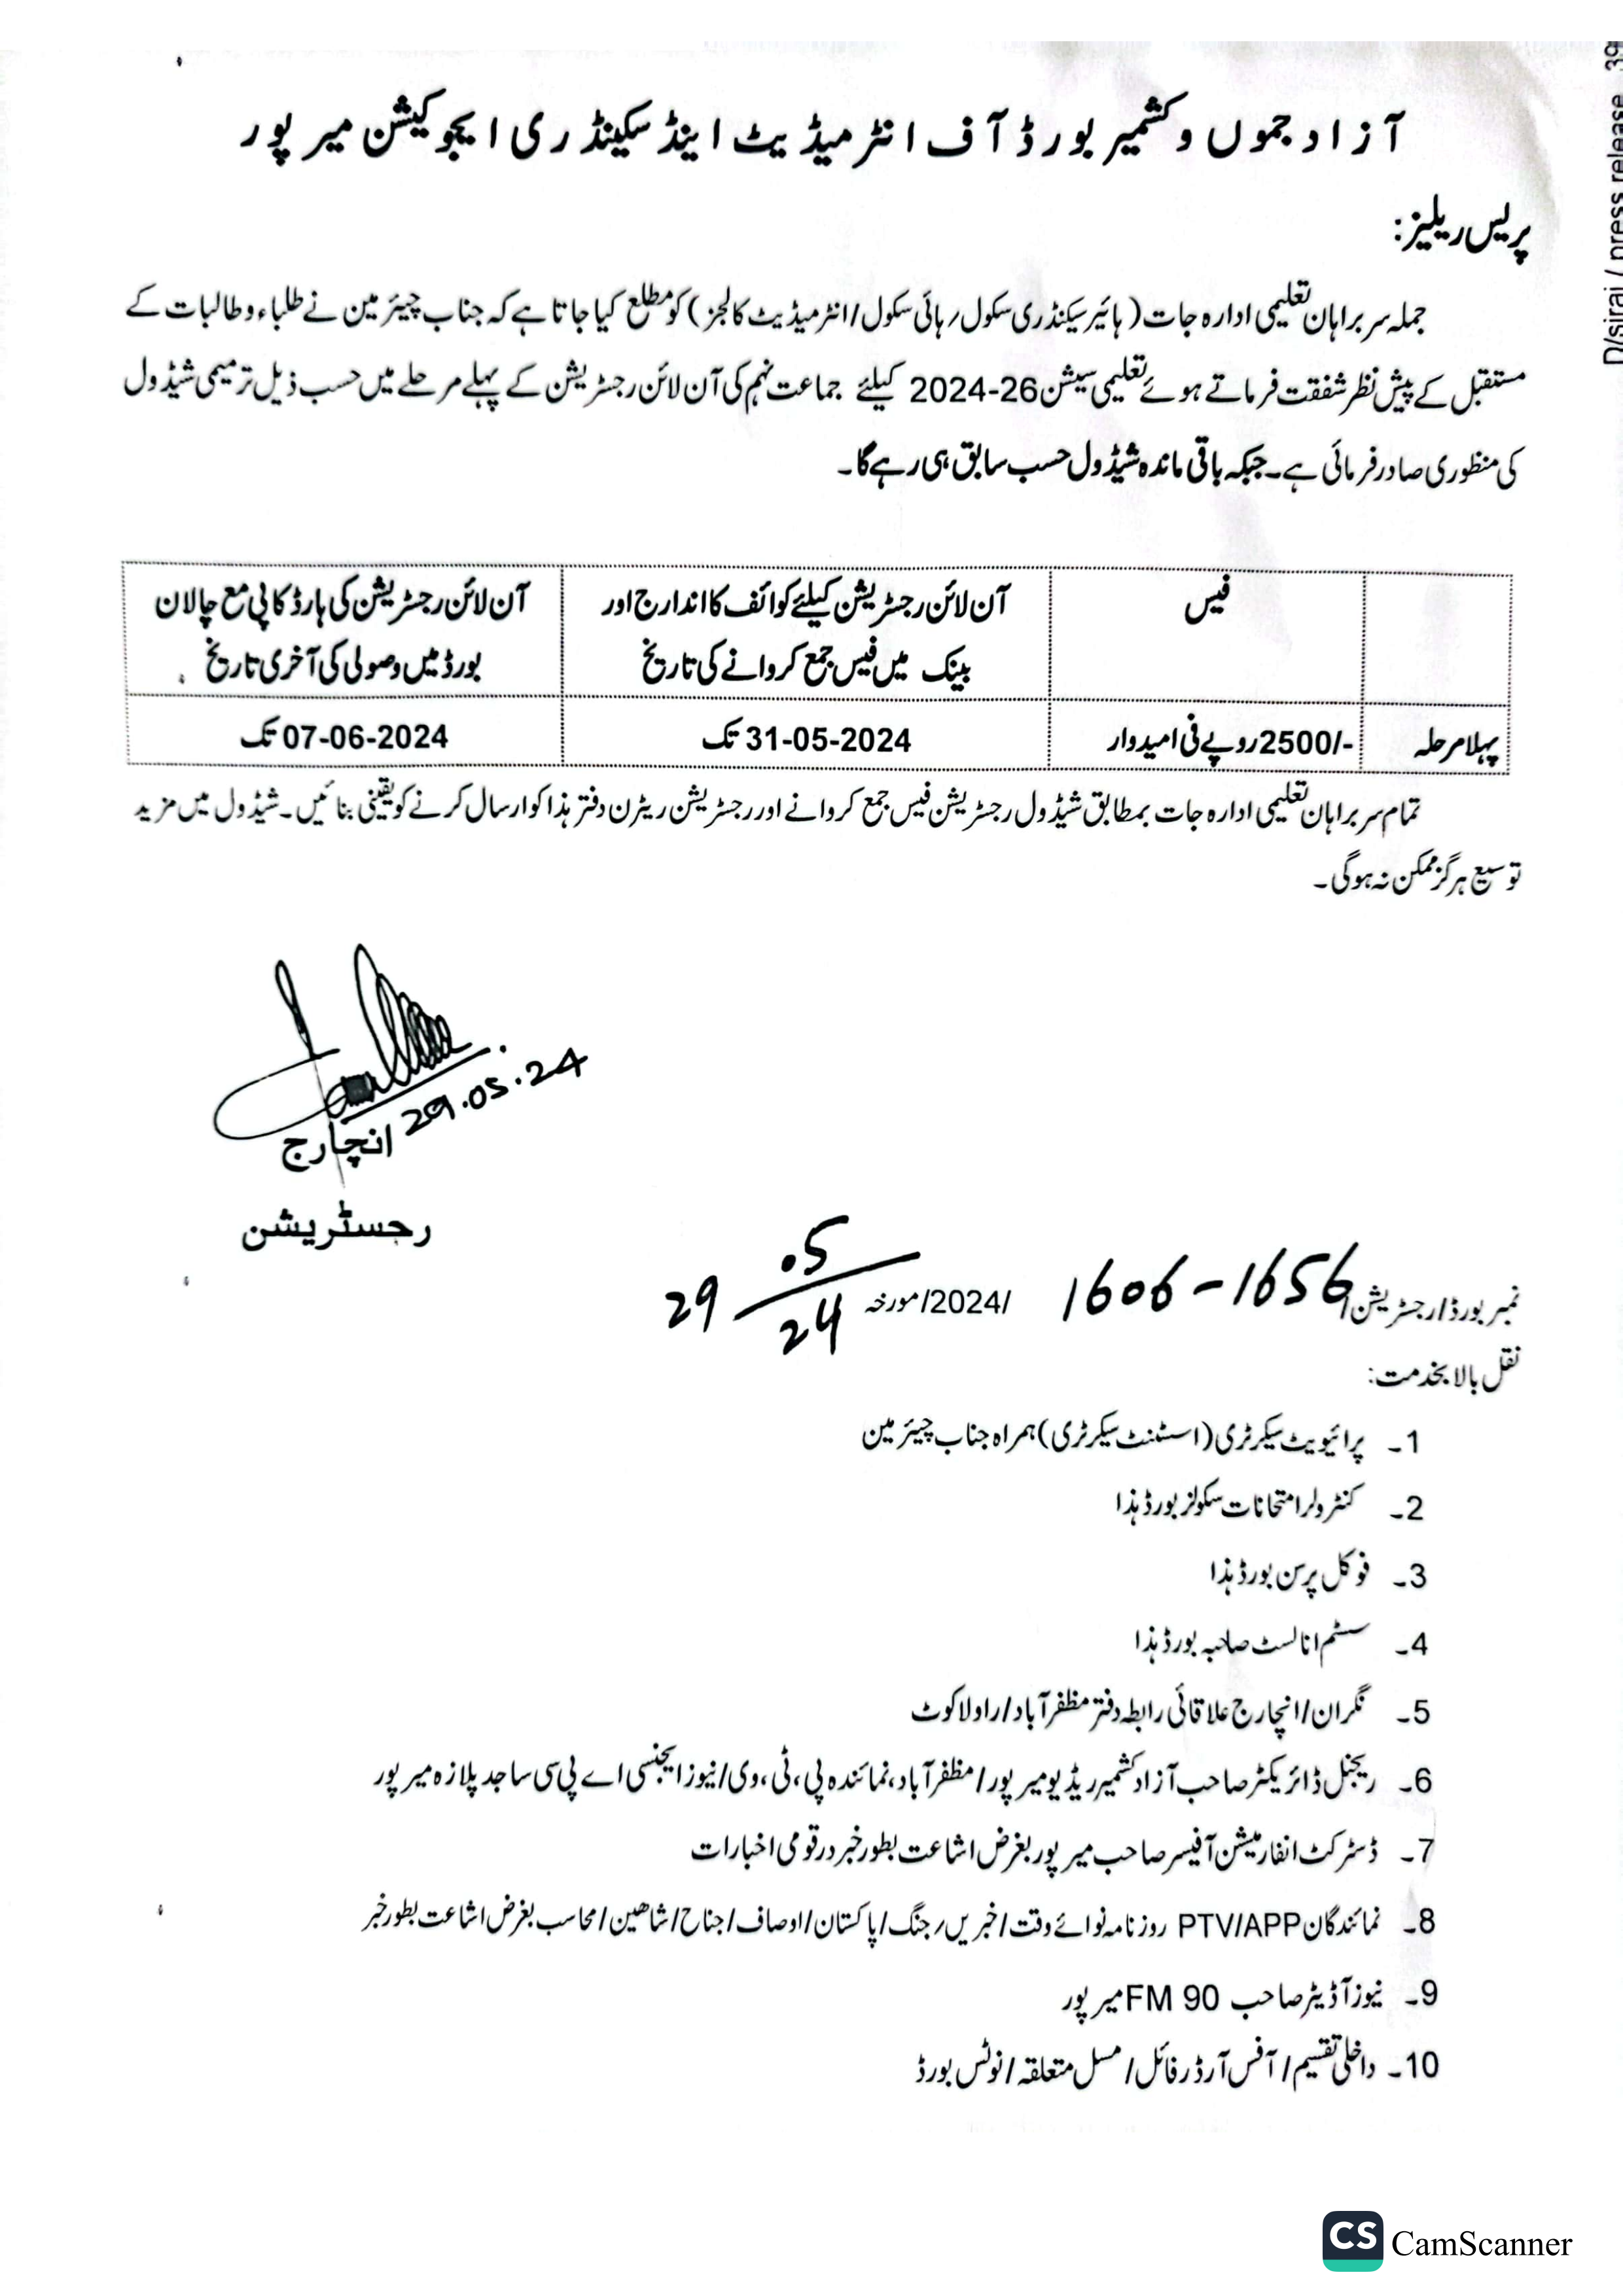 آزاد جموں و کشمیر بورڈ آف انٹرمیڈیٹ اینڈ سکینڈری ایجوکیشن میرپور
D/siraj / press release 39
پریس ریلیز:
جملہ سربراہان تعلیمی ادارہ جات (ہائیر سیکنڈری سکول/ہائی سکول/انٹرمیڈیٹ کالجز) کو مطلع کیا جاتا ہے کہ جناب چیئرمین نے طلباء و طالبات کے
مستقبل کے پیش نظر شفقت فرماتے ہوئے تعلیمی سیشن 2024-26 کیلئے جماعت نہم کی آن لائن رجسٹریشن کے پہلے مرحلے میں حسب ذیل ترمیمی شیڈول
کی منظوری صادر فرمائی ہے۔ جبکہ باقی ماندہ شیڈول حسب سابق ہی رہے گا۔
فیس
آن لائن رجسٹریشن کیلئے کوائف کا اندارج اور
بینک میں فیس جمع کروانے کی تاریخ
آن لائن رجسٹریشن کی ہارڈ کاپی مع چالان
بورڈ میں وصولی کی آخری تاریخ
پہلا مرحلہ
2500/- روپے فی امیدوار
31-05-2024 تک
07-06-2024 تک
تمام سربراہان تعلیمی ادارہ جات بمطابق شیڈول رجسٹریشن فیس جمع کروانے اور رجسٹریشن ریٹرن دفتر ہذا کو ارسال کرنے کو یقینی بنائیں۔ شیڈول میں مزید
توسیع ہرگز ممکن نہ ہوگی۔
29.05.24
انچارج
رجسٹریشن
نمبر بورڈ/رجسٹریشن/ 1606-1656 /2024/مورخہ 29 05/24
نقل بالا بخدمت:
1۔ پرائیویٹ سیکرٹری (اسسٹنٹ سیکرٹری) ہمراہ جناب چیئرمین
2۔ کنٹرولر امتحانات سکولز بورڈ ہذا
3۔ فوکل پرسن بورڈ ہذا
4۔ سسٹم انالسٹ صاحبہ بورڈ ہذا
5۔ نگران/انچارج علاقائی رابطہ دفتر مظفرآباد/راولاکوٹ
6۔ ریجنل ڈائریکٹر صاحب آزاد کشمیر ریڈیو میرپور/مظفرآباد، نمائندہ پی، ٹی، وی/نیوز ایجنسی اے پی سی ساجد پلازہ میرپور
7۔ ڈسٹرکٹ انفارمیشن آفیسر صاحب میرپور بغرض اشاعت بطور خبر در قومی اخبارات
8۔ نمائندگان PTV/APP روزنامہ نوائے وقت/خبریں/جنگ/پاکستان/اوصاف/جناح/شاھین/محاسب بغرض اشاعت بطور خبر
9۔ نیوز آڈیٹر صاحب FM 90 میرپور
10۔ داخلی تقسیم/آفس آرڈر فائل/مسل متعلقہ/نوٹس بورڈ
CS CamScanner